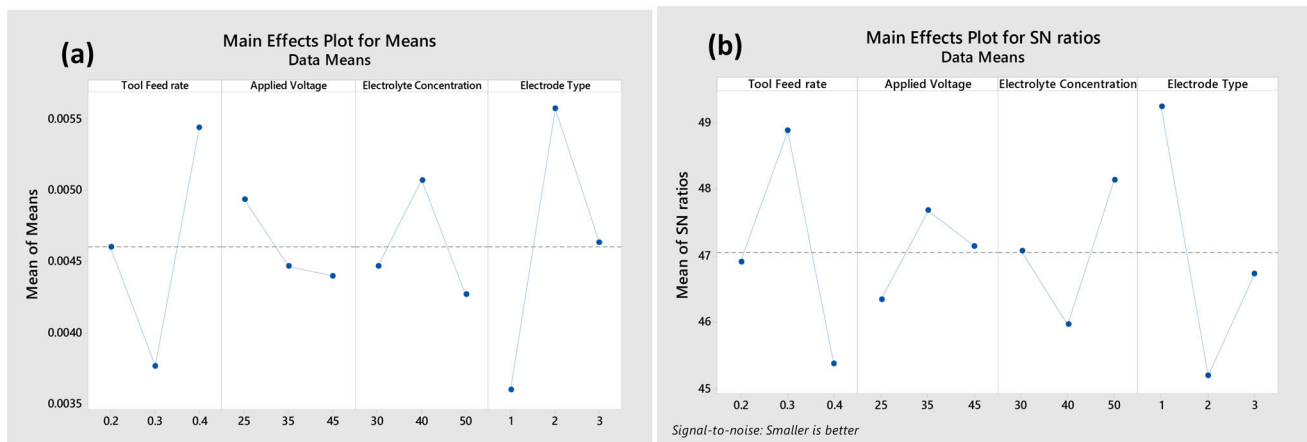 (a)
Main Effects Plot for Means
Data Means
Tool Feed rate Applied Voltage Electrolyte Concentration Electrode Type
Mean of Means
0.0055
0.0050
0.0045
0.0040
0.0035
0.2 0.3 0.4 25 35 45 30 40 50 1 2 3
(b)
Main Effects Plot for SN ratios
Data Means
Tool Feed rate Applied Voltage Electrolyte Concentration Electrode Type
Mean of SN ratios
49
48
47
46
45
0.2 0.3 0.4 25 35 45 30 40 50 1 2 3
Signal-to-noise: Smaller is better